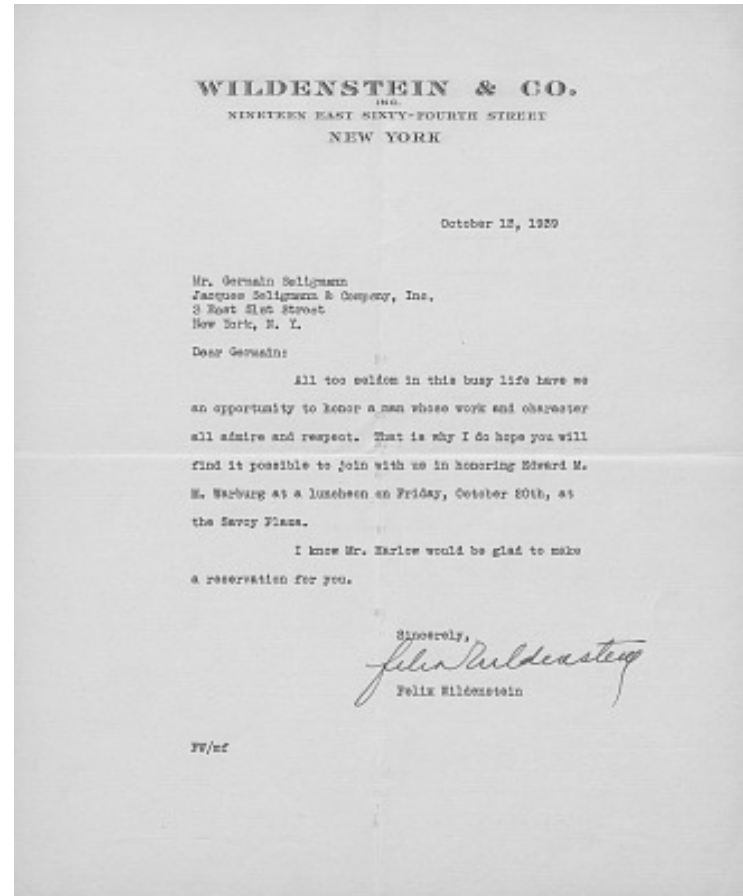 WILDENSTEIN & CO.
INC.
NINETEEN EAST SIXTY-FOURTH STREET
NEW YORK
October 13, 1939
Mr. Germain Seligmann
Jacques Seligmann & Company, Inc.
3 East 51st Street
New York, N. Y.
Dear Germain:
All too seldom in this busy life have we
an opportunity to honor a man whose work and character
all admire and respect. That is why I do hope you will
find it possible to join with us in honoring Edward M.
M. Warburg at a luncheon on Friday, October 20th, at
the Savoy Plaza.
I know Mr. Harlow would be glad to make
a reservation for you.
Sincerely,
Felix Wildenstein
Felix Wildenstein
FW/mf